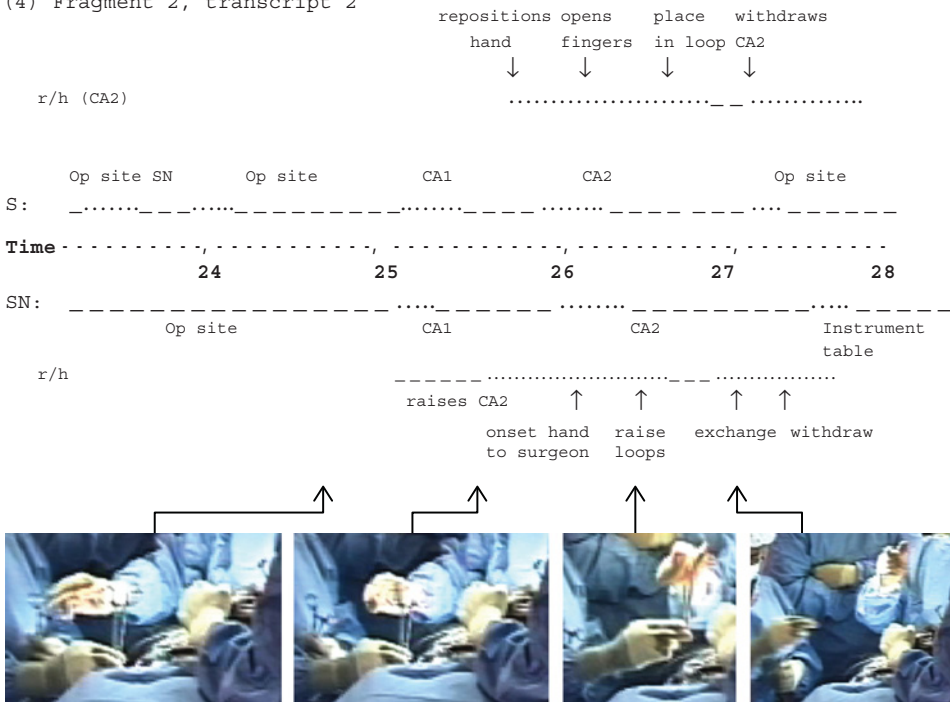 (4) Fragment 2, transcript 2
repositions opens place withdraws
hand fingers in loop CA2
↓ ↓ ↓ ↓
r/h (CA2) ......................._ _ ..............
Op site SN Op site CA1 CA2 Op site
S: _......._ _ _......_ _ _ _ _ _ _ _ _........_ _ _ _ ........ _ _ _ _ _ _ _ .... _ _ _ _ _ _
Time - - - - - - - - - -, - - - - - - - - - - -, - - - - - - - - - - - -, - - - - - - - - - - -, - - - - - - - - - -
24 25 26 27 28
SN: _ _ _ _ _ _ _ _ _ _ _ _ _ _ _ _ ....._ _ _ _ _ _ ........ _ _ _ _ _ _ _ _ _ ..... _ _ _ _ _
Op site CA1 CA2 Instrument
table
r/h _ _ _ _ _ _ ..........................._ _ _ ..................
raises CA2 ↑ ↑ ↑ ↑
onset hand raise exchange withdraw
to surgeon loops